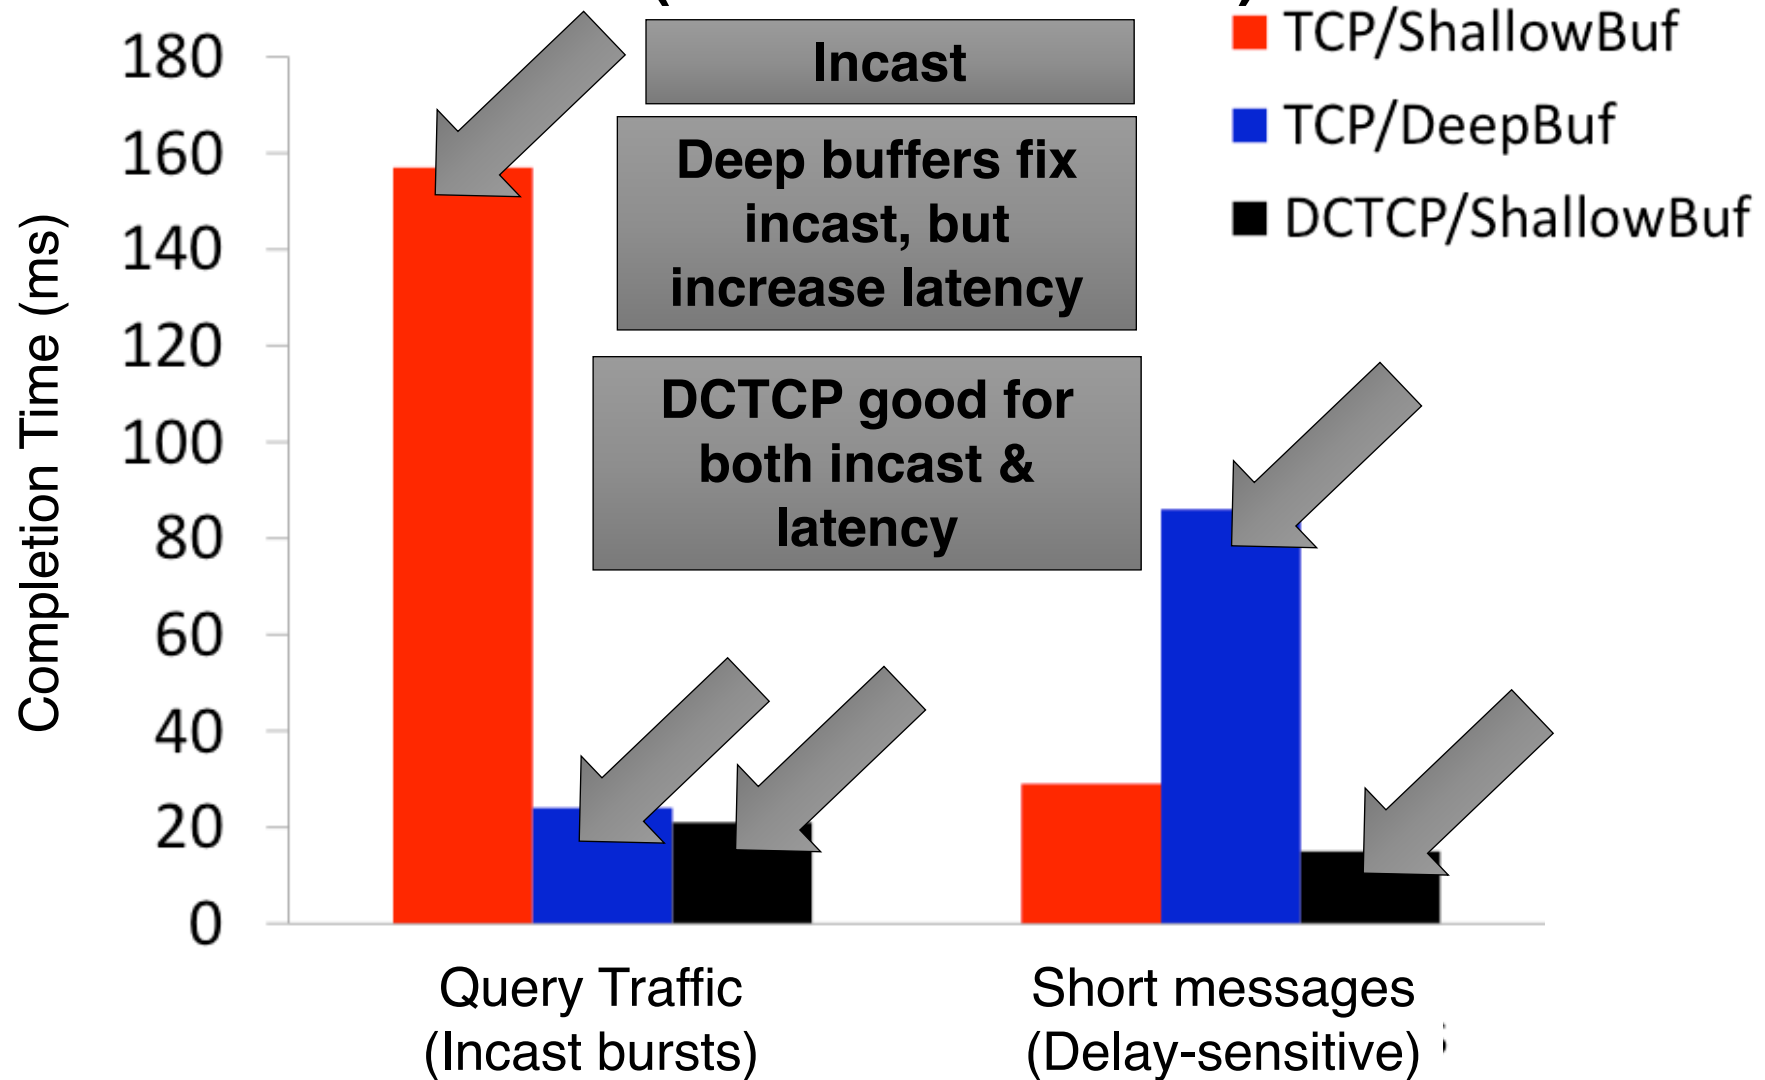 TCP/ShallowBuf
TCP/DeepBuf
DCTCP/ShallowBuf
Incast
Deep buffers fix
incast, but
increase latency
DCTCP good for
both incast &
latency
Completion Time (ms)
180
160
140
120
100
80
60
40
20
0
Query Traffic
(Incast bursts)
Short messages
(Delay-sensitive)